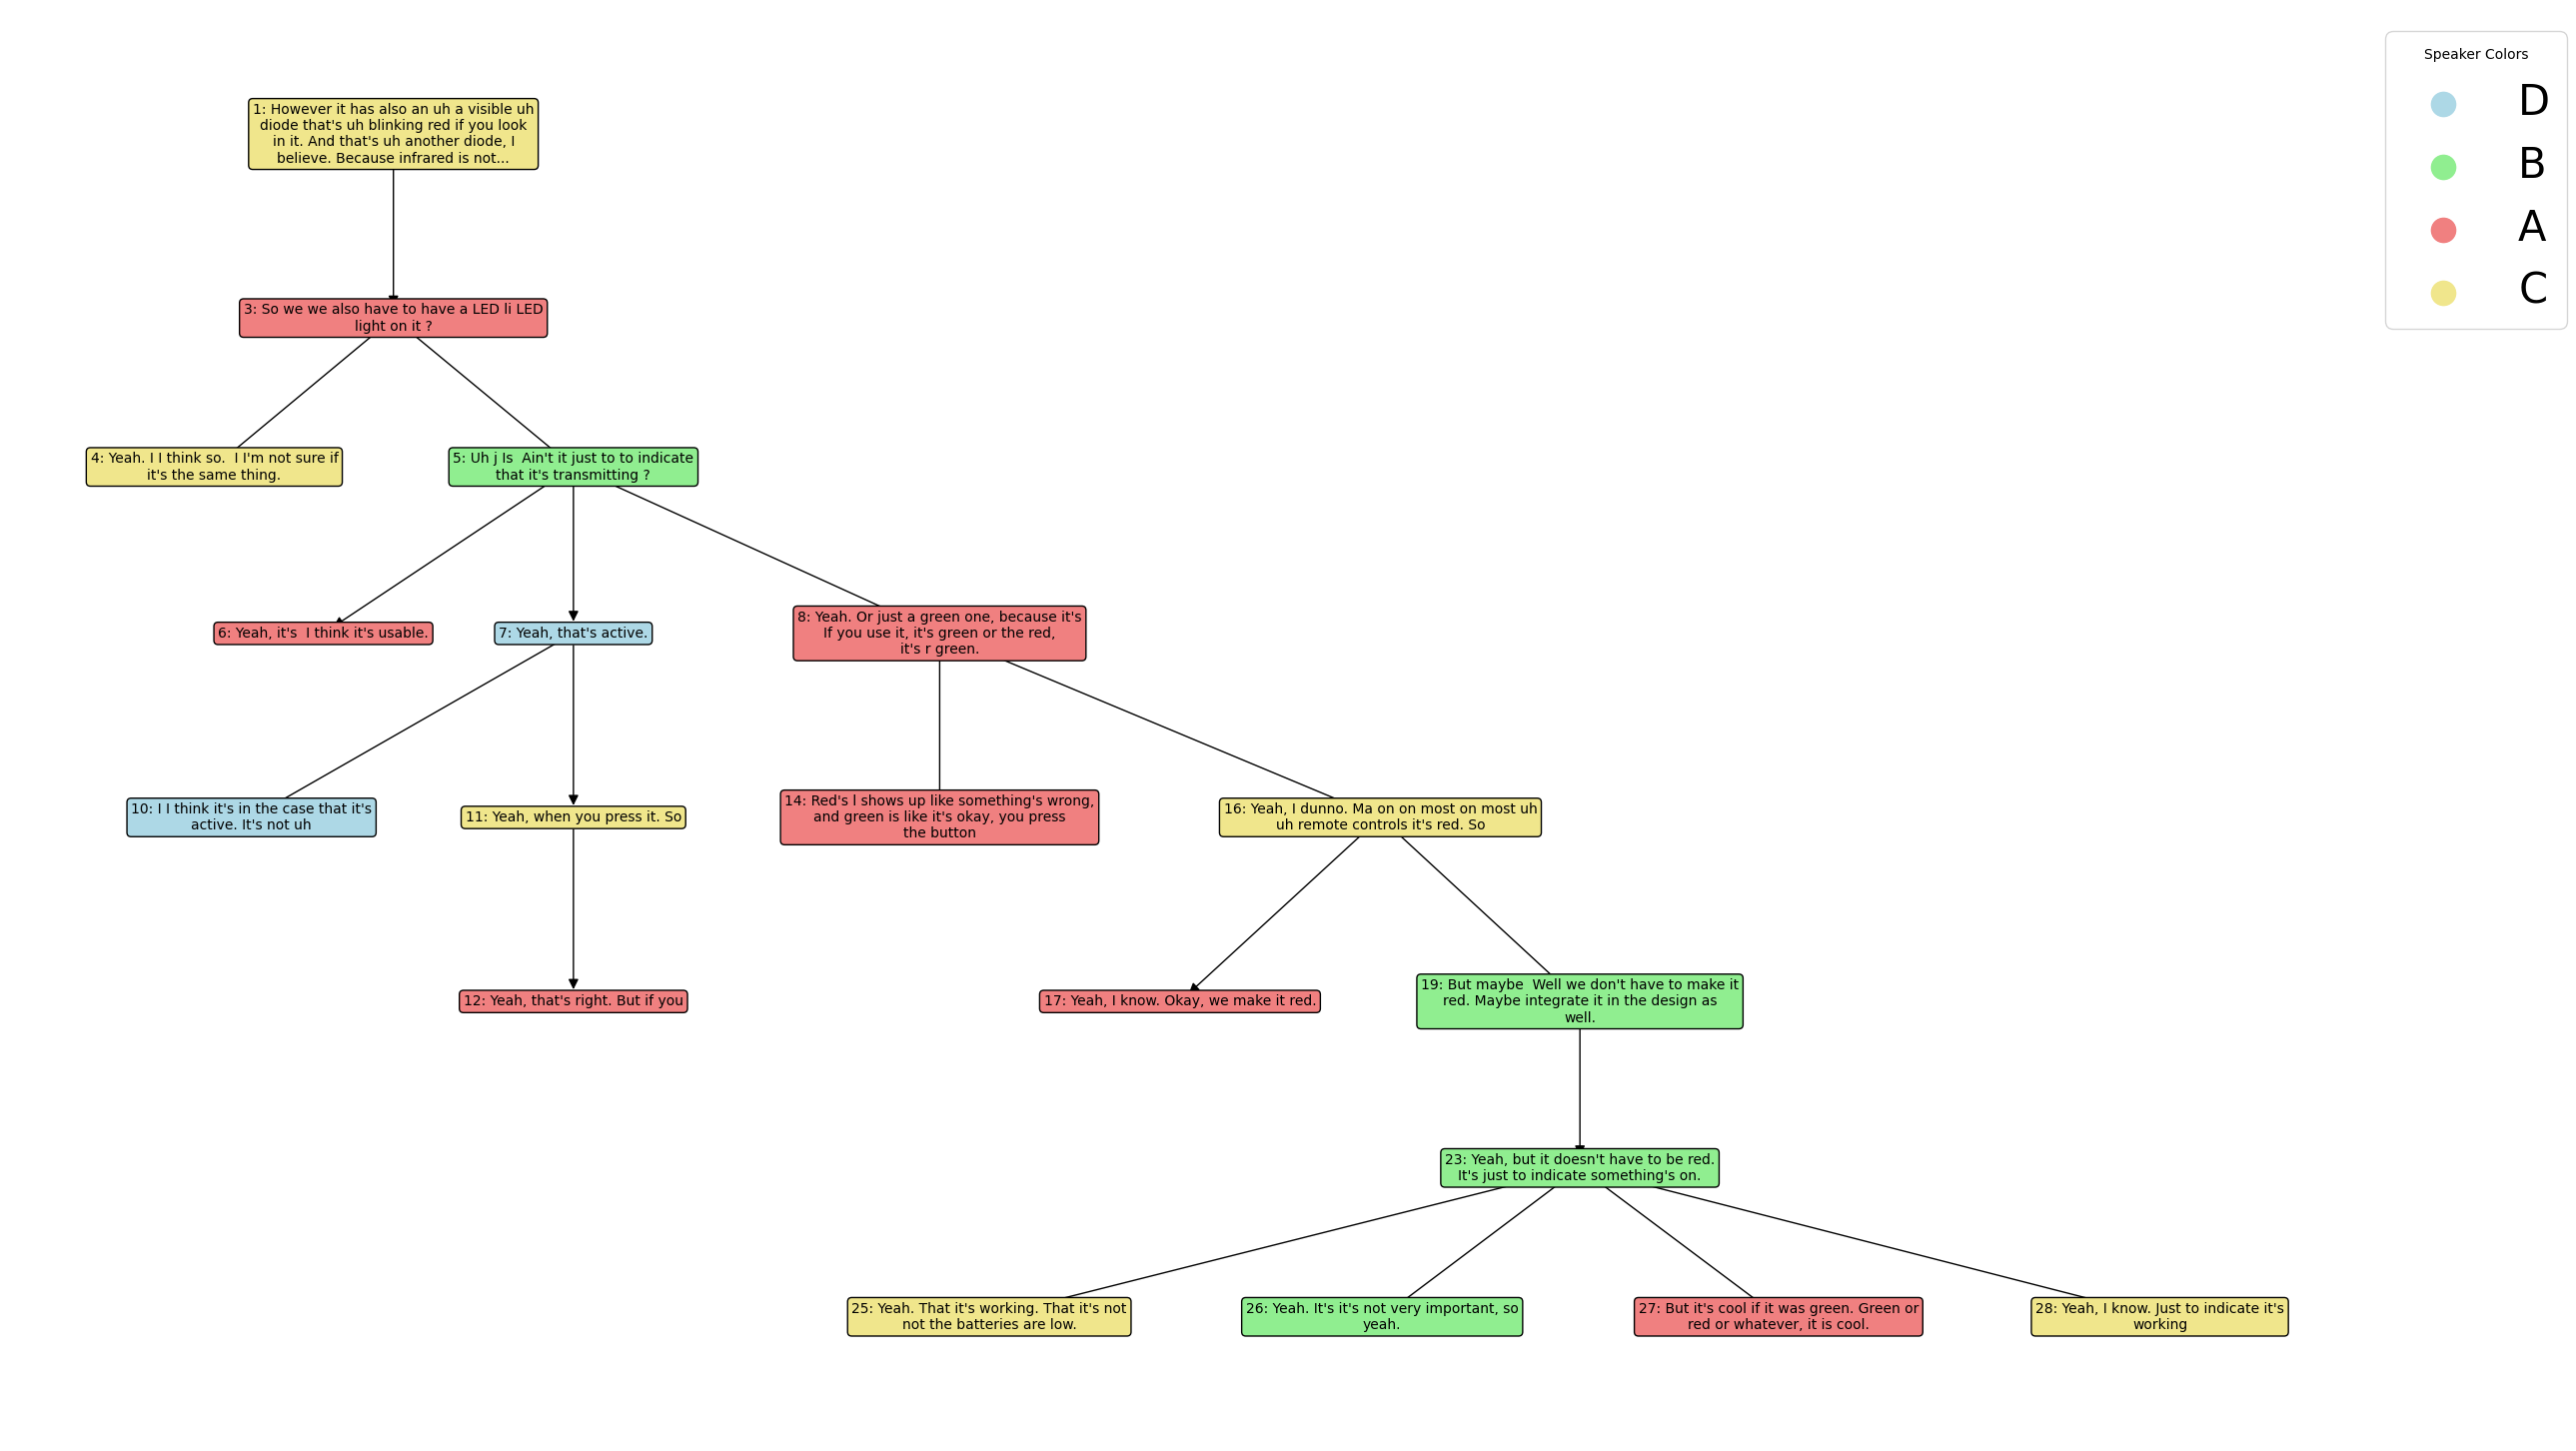 Speaker Colors
D
B
A
C
1: However it has also an uh a visible uh
diode that's uh blinking red if you look
in it. And that's uh another diode, I
believe. Because infrared is not...
3: So we we also have to have a LED li LED
light on it ?
4: Yeah. I I think so.  I I'm not sure if
it's the same thing.
5: Uh j Is  Ain't it just to to indicate
that it's transmitting ?
6: Yeah, it's  I think it's usable.
7: Yeah, that's active.
8: Yeah. Or just a green one, because it's
If you use it, it's green or the red,
it's r green.
10: I I think it's in the case that it's
active. It's not uh
11: Yeah, when you press it. So
14: Red's l shows up like something's wrong,
and green is like it's okay, you press
the button
16: Yeah, I dunno. Ma on on most on most uh
uh remote controls it's red. So
12: Yeah, that's right. But if you
17: Yeah, I know. Okay, we make it red.
19: But maybe  Well we don't have to make it
red. Maybe integrate it in the design as
well.
23: Yeah, but it doesn't have to be red.
It's just to indicate something's on.
25: Yeah. That it's working. That it's not
not the batteries are low.
26: Yeah. It's it's not very important, so
yeah.
27: But it's cool if it was green. Green or
red or whatever, it is cool.
28: Yeah, I know. Just to indicate it's
working